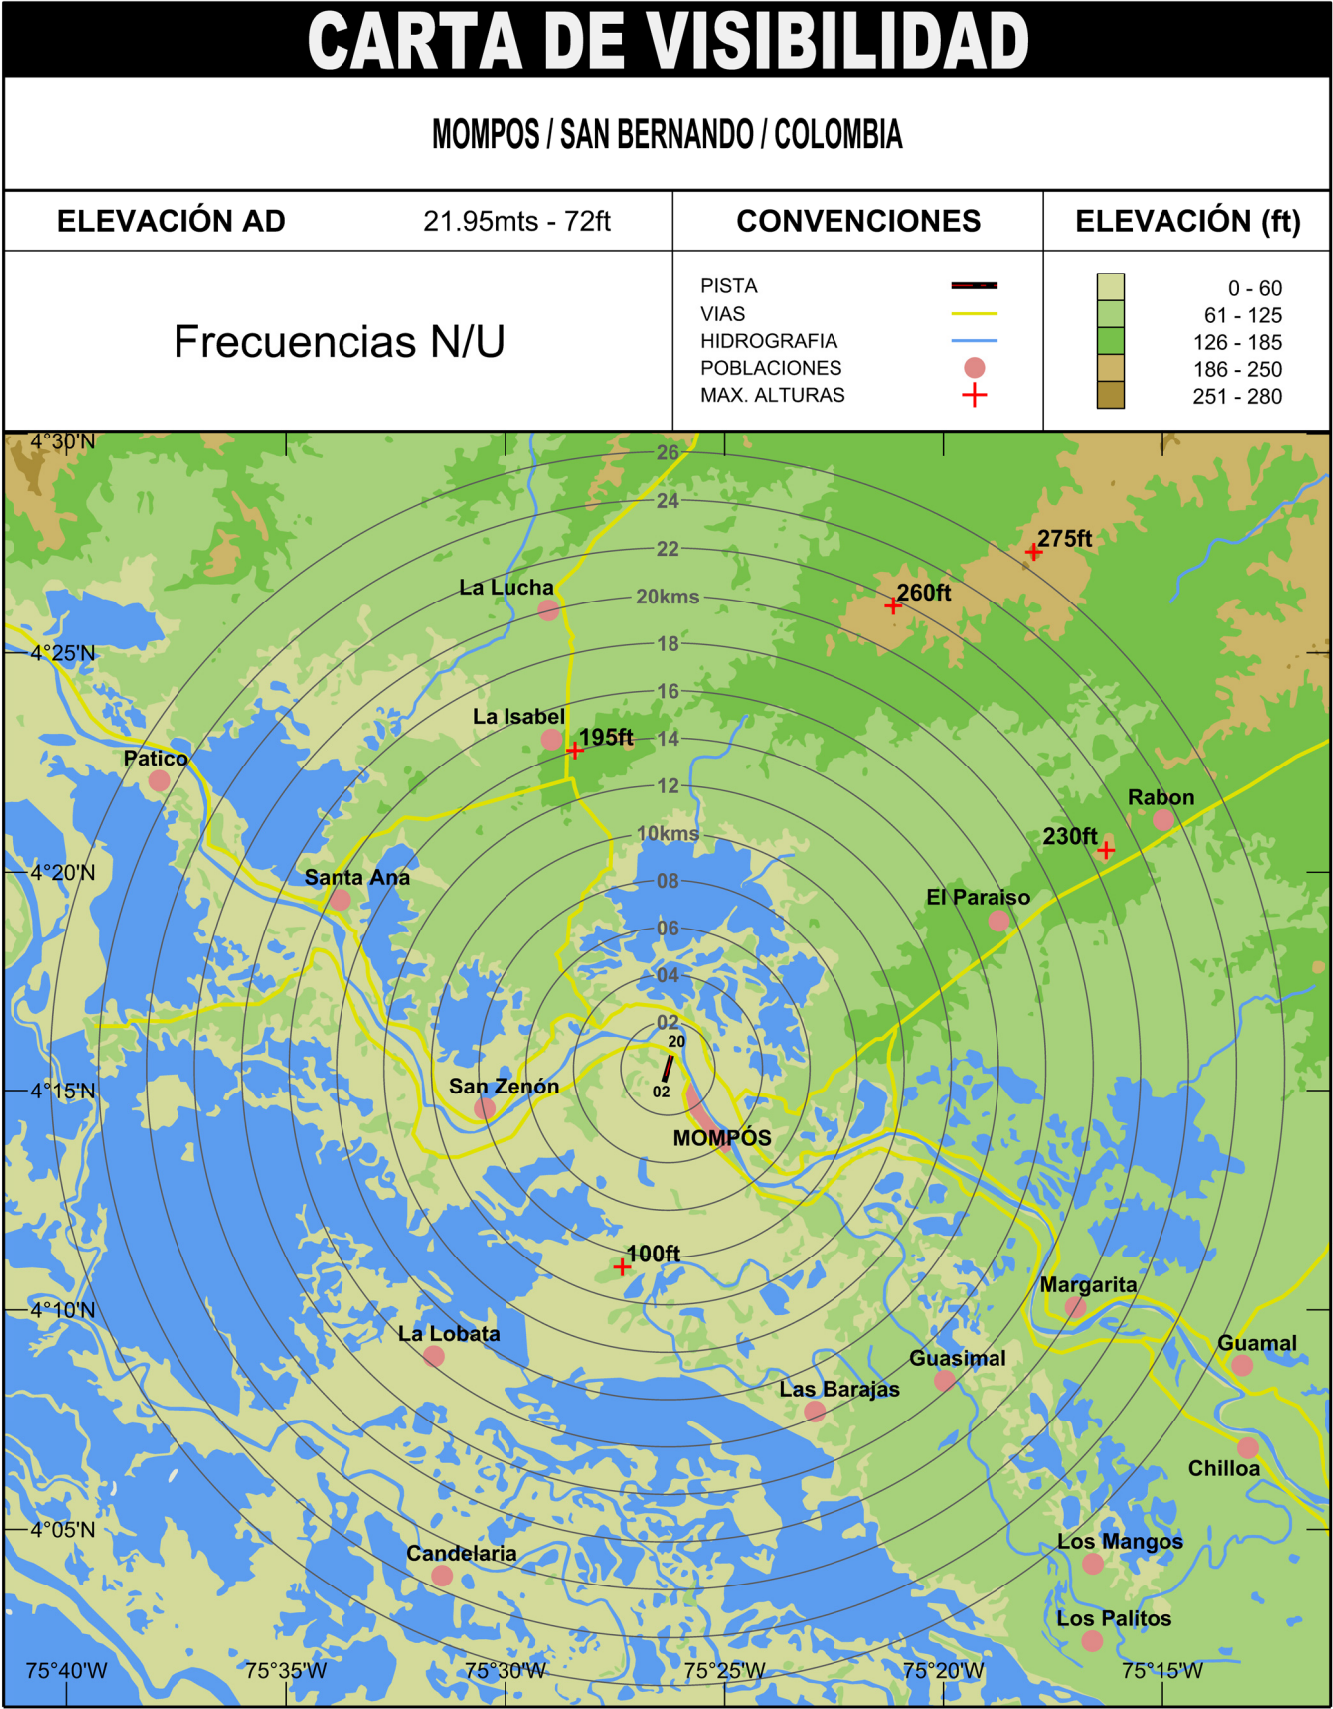 CARTA DE VISIBILIDAD
MOMPOS / SAN BERNANDO / COLOMBIA
ELEVACIÓN AD
21.95mts - 72ft
CONVENCIONES
ELEVACIÓN (ft)
Frecuencias N/U
PISTA
VIAS
HIDROGRAFIA
POBLACIONES
MAX. ALTURAS
0 - 60
61 - 125
126 - 185
186 - 250
251 - 280
4°30'N
26
24
275ft
22
La Lucha
20kms
260ft
18
4°25'N
16
La Isabel
195ft
14
Patico
12
Rabon
10kms
230ft
4°20'N
Santa Ana
08
El Paraiso
06
04
02
20
San Zenón
02
4°15'N
MOMPÓS
100ft
Margarita
4°10'N
La Lobata
Guamal
Guasimal
Las Barajas
Chilloa
4°05'N
Los Mangos
Candelaria
Los Palitos
75°40'W
75°35'W
75°30'W
75°25'W
75°20'W
75°15'W